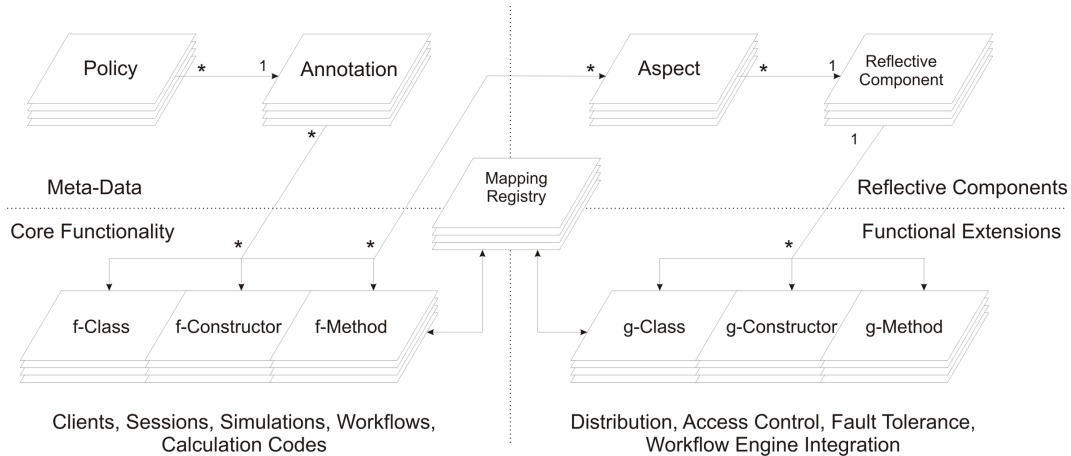 Policy
*
1
Annotation
*
*
Aspect
*
1
Reflective
Component
1
Mapping
Registry
Meta-Data
Reflective Components
Core Functionality
Functional Extensions
*
*
*
f-Class
f-Constructor
f-Method
g-Class
g-Constructor
g-Method
Clients, Sessions, Simulations, Workflows,
Calculation Codes
Distribution, Access Control, Fault Tolerance,
Workflow Engine Integration